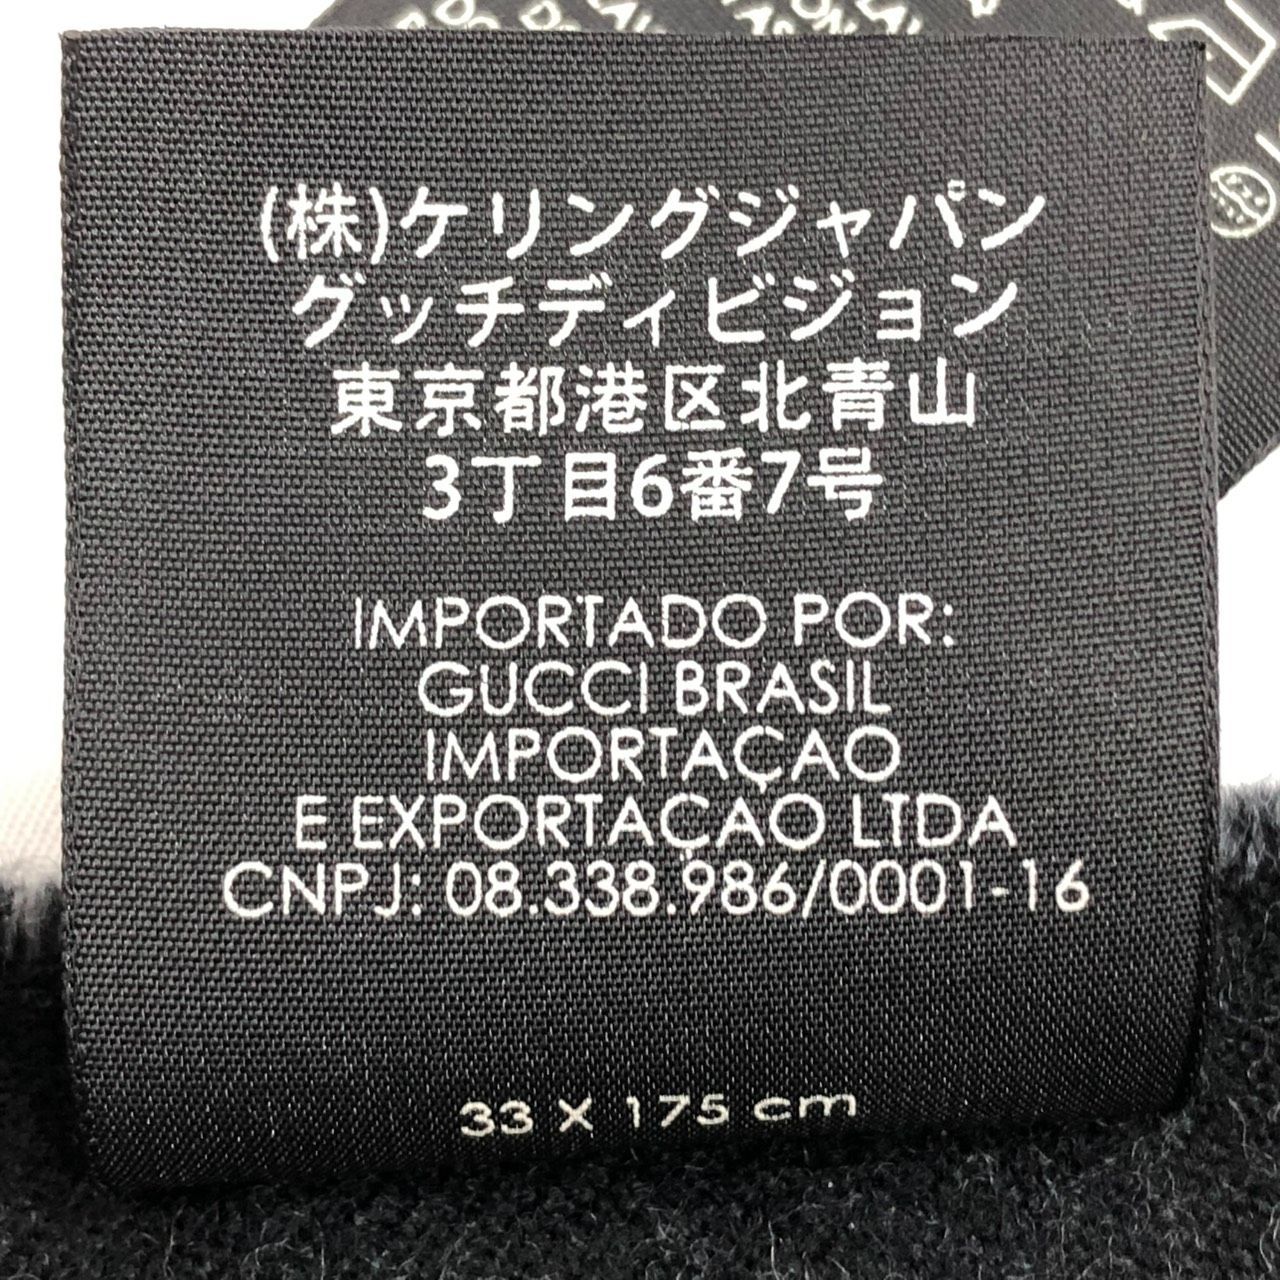 (株)ケリングジャパン
グッチディビジョン
東京都港区北青山
3丁目6番7号
IMPORTADO POR:
GUCCI BRASIL
IMPORTAÇAO
E EXPORTAÇAO LTDA
CNPJ: 08.338.986/0001-16
33 X 175 cm